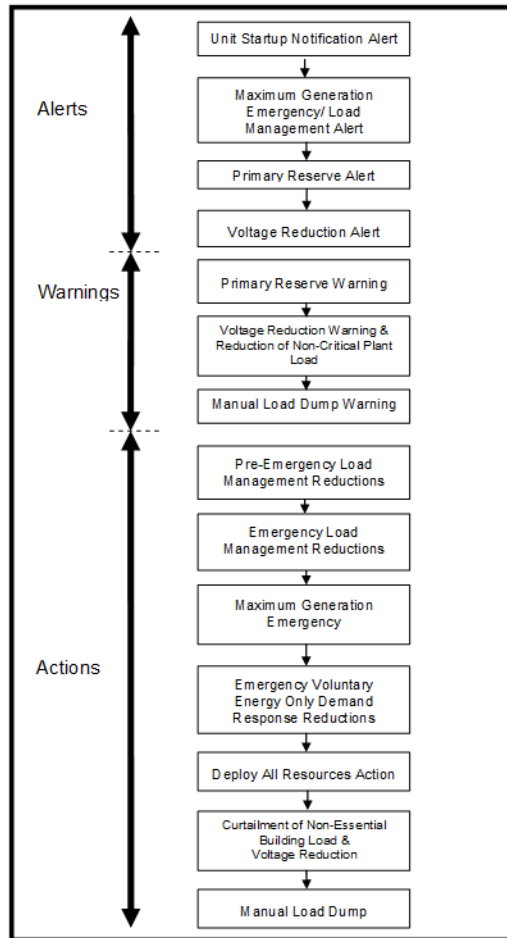 Alerts
Unit Startup Notification Alert
Maximum Generation
Emergency/ Load
Management Alert
Primary Reserve Alert
Voltage Reduction Alert
Warnings
Primary Reserve Warning
Voltage Reduction Warning &
Reduction of Non-Critical Plant
Load
Manual Load Dump Warning
Actions
Pre-Emergency Load
Management Reductions
Emergency Load
Management Reductions
Maximum Generation
Emergency
Emergency Voluntary
Energy Only Demand
Response Reductions
Deploy All Resources Action
Curtailment of Non-Essential
Building Load &
Voltage Reduction
Manual Load Dump